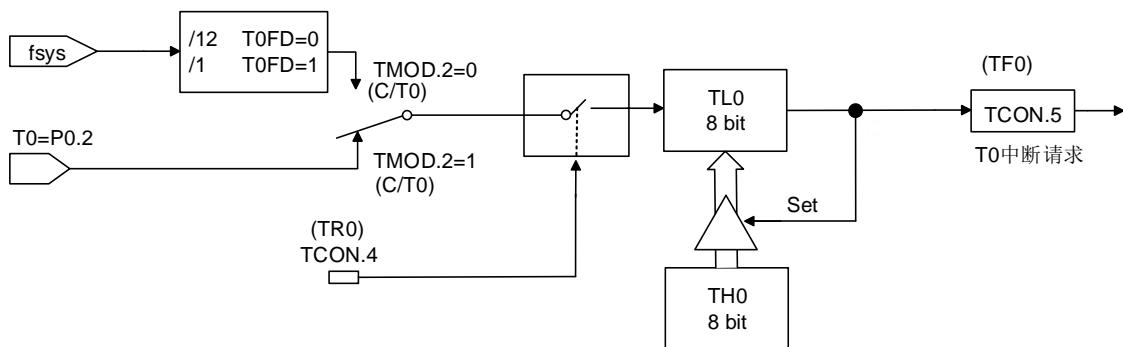 fsys
/12 T0FD=0
/1 T0FD=1
TMOD.2=0
(C/T0)
T0=P0.2
TMOD.2=1
(C/T0)
(TR0)
TCON.4
TL0
8 bit
Set
TH0
8 bit
(TF0)
TCON.5
T0中断请求